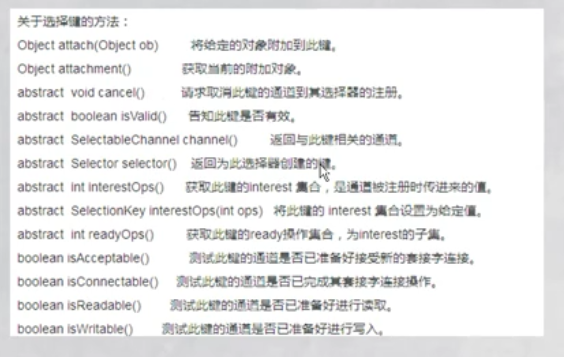 关于选择键的方法：
Object attach(Object ob) 将给定的对象附加到此键。
Object attachment() 获取当前的附加对象。
abstract void cancel() 请求取消此键的通道到其选择器的注册。
abstract boolean isValid() 告知此键是否有效。
abstract SelectableChannel channel() 返回与此键相关的通道。
abstract Selector selector() 返回为此选择器创建的键。
abstract int interestOps() 获取此键的interest 集合，是通道被注册时传进来的值。
abstract SelectionKey interestOps(int ops) 将此键的 interest 集合设置为给定值。
abstract int readyOps() 获取此键的ready操作集合，为interest的子集。
boolean isAcceptable() 测试此键的通道是否已准备好接受新的套接字连接。
boolean isConnectable() 测试此键的通道是否已完成其套接字连接操作。
boolean isReadable() 测试此键的通道是否已准备好进行读取。
boolean isWritable() 测试此键的通道是否已准备好进行写入。